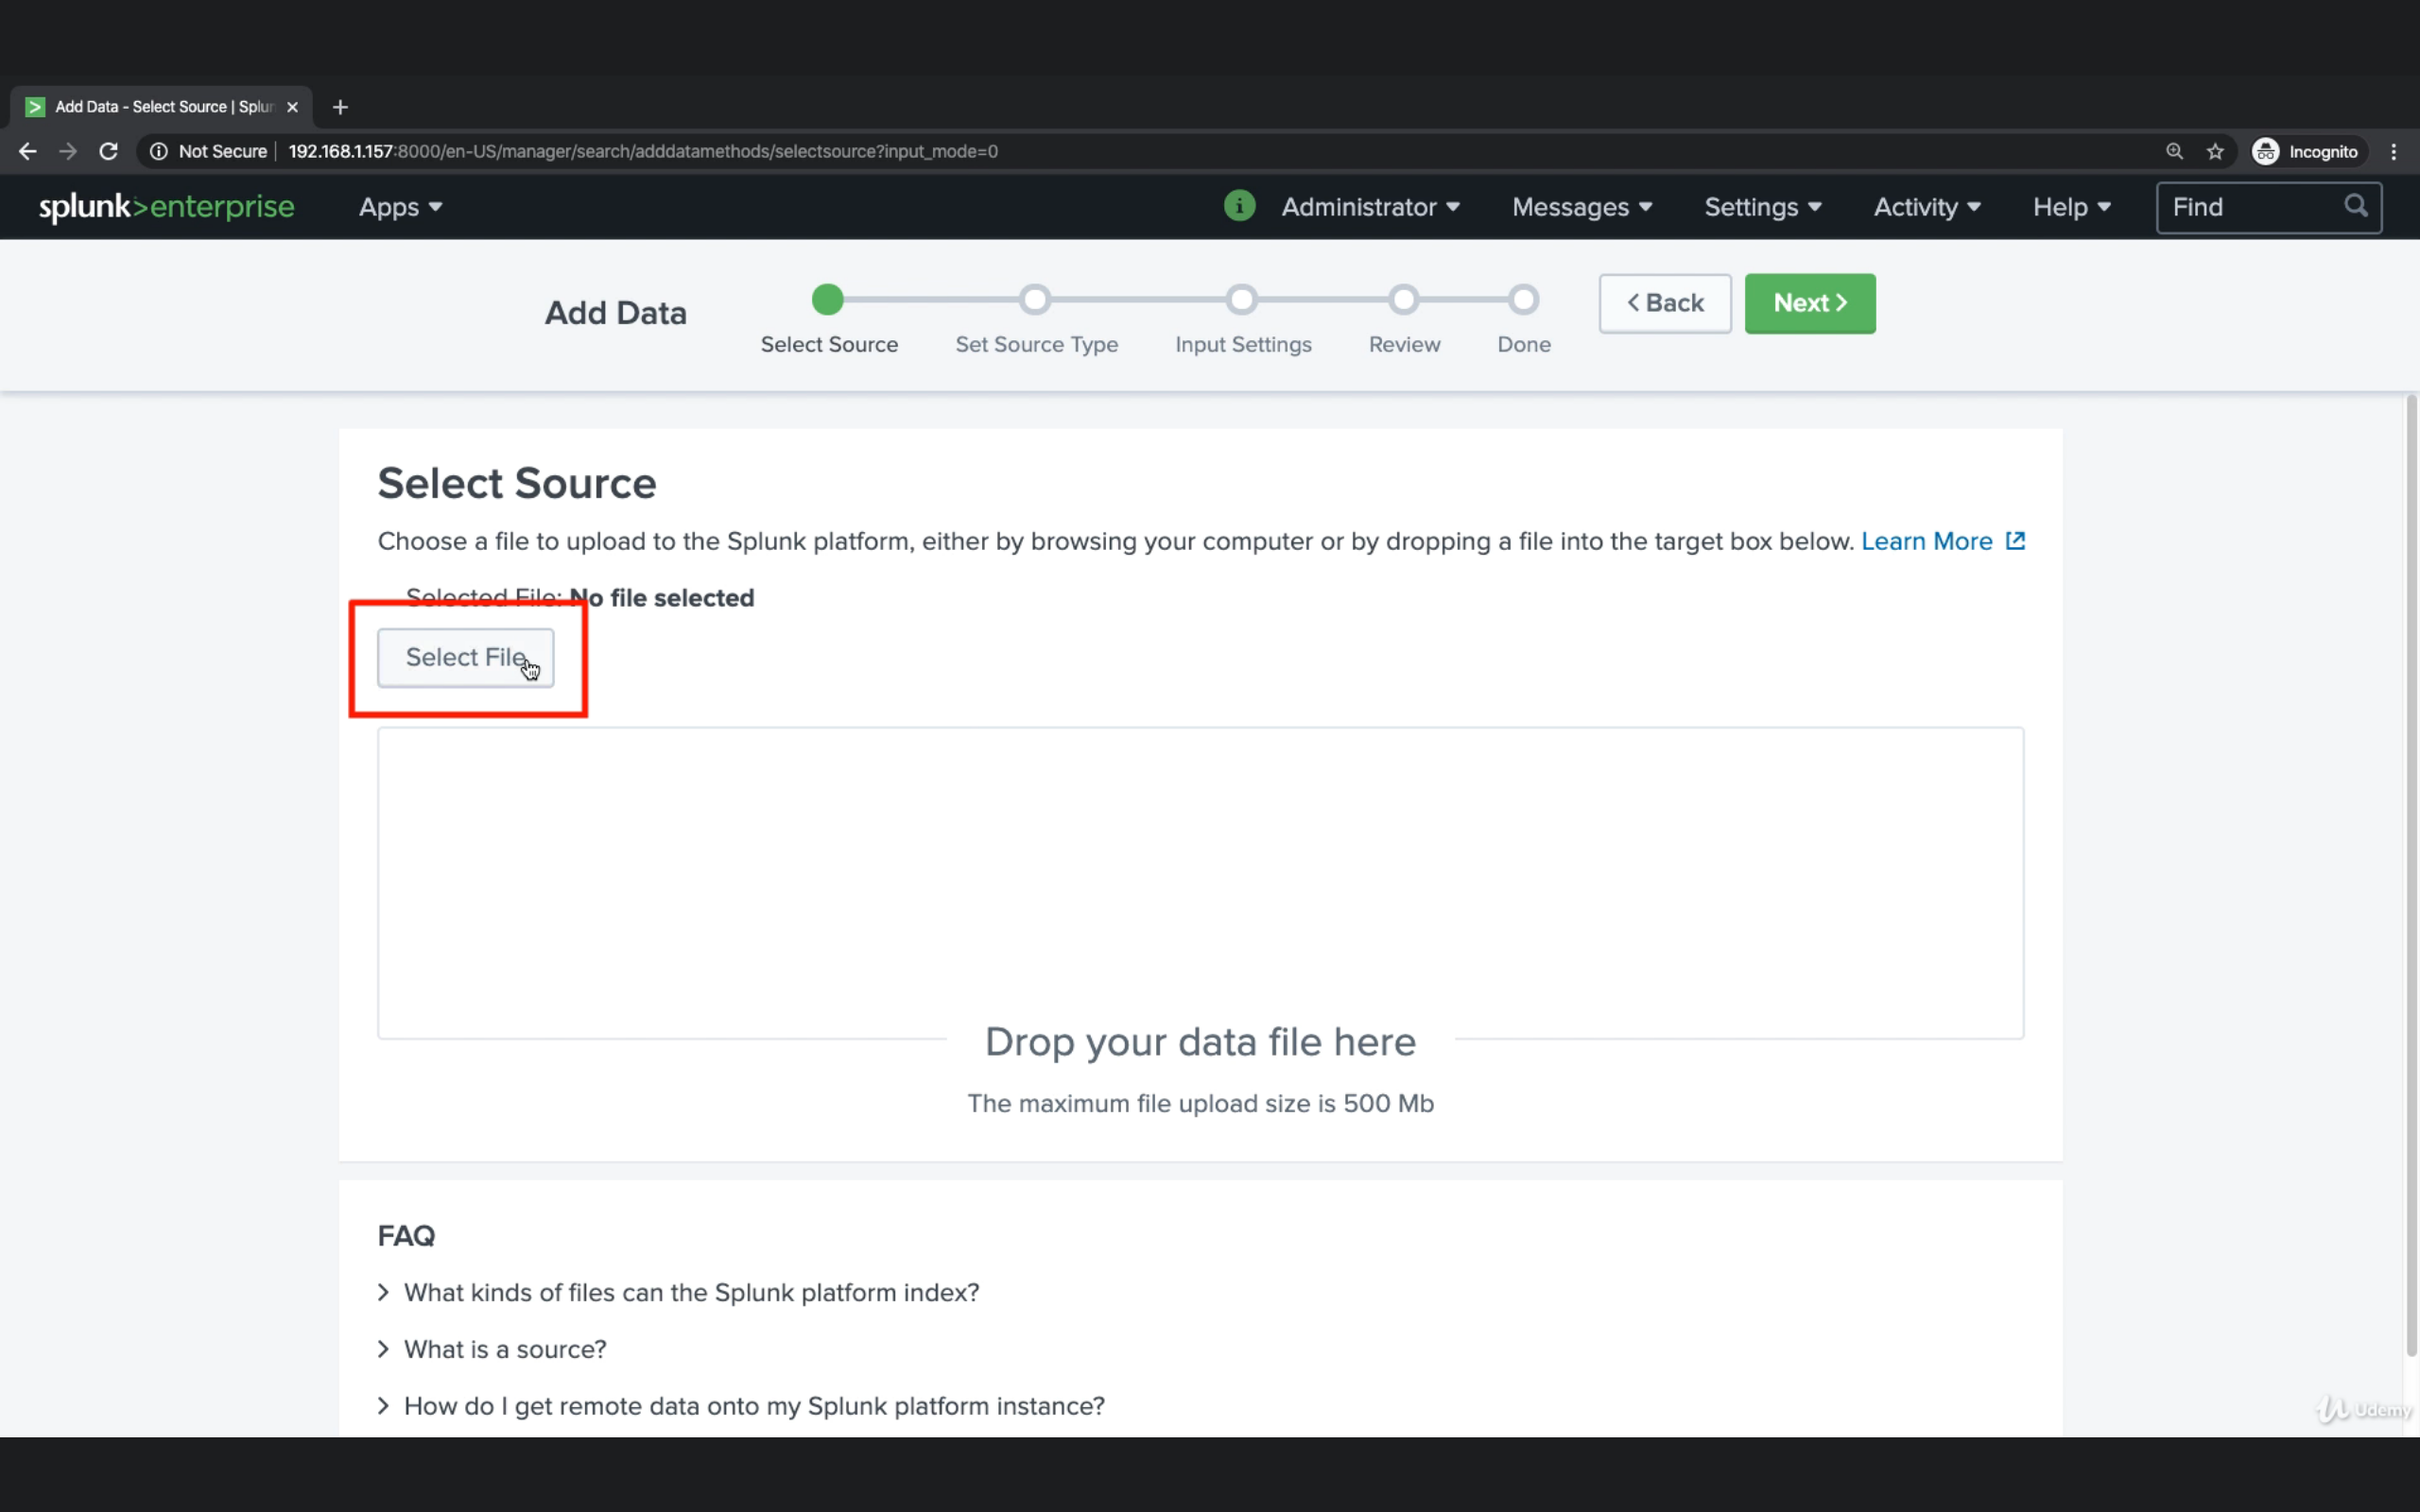 Add Data - Select Source | Splun
Not Secure 192.168.1.157:8000/en-US/manager/search/adddatamethods/selectsource?input_mode=0 Incognito
splunk>enterprise Apps i Administrator Messages Settings Activity Help Find
Add Data Select Source Set Source Type Input Settings Review Done < Back Next >
Select Source
Choose a file to upload to the Splunk platform, either by browsing your computer or by dropping a file into the target box below. Learn More
Selected File: No file selected
Select File
Drop your data file here
The maximum file upload size is 500 Mb
FAQ
> What kinds of files can the Splunk platform index?
> What is a source?
> How do I get remote data onto my Splunk platform instance?
Udemy